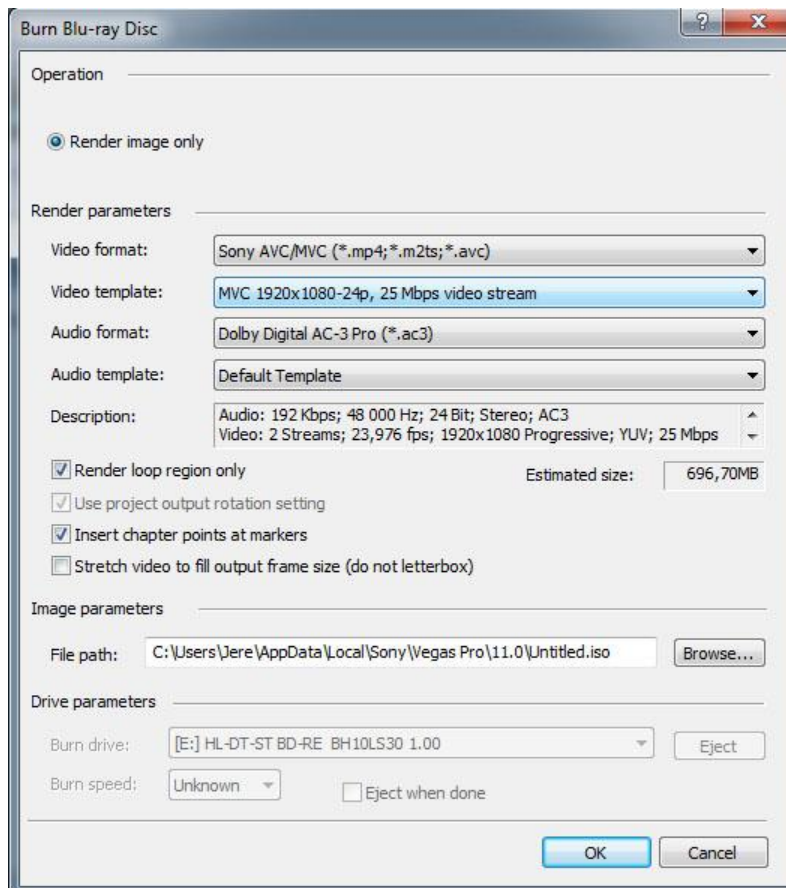 Burn Blu-ray Disc
Operation
Render image only
Render parameters
Video format: Sony AVC/MVC (*.mp4;*.m2ts;*.avc)
Video template: MVC 1920x1080-24p, 25 Mbps video stream
Audio format: Dolby Digital AC-3 Pro (*.ac3)
Audio template: Default Template
Description: Audio: 192 Kbps; 48 000 Hz; 24 Bit; Stereo; AC3
Video: 2 Streams; 23,976 fps; 1920x1080 Progressive; YUV; 25 Mbps
Render loop region only Estimated size: 696,70MB
Use project output rotation setting
Insert chapter points at markers
Stretch video to fill output frame size (do not letterbox)
Image parameters
File path: C:\Users\Jere\AppData\Local\Sony\Vegas Pro\11.0\Untitled.iso Browse...
Drive parameters
Burn drive: [E:] HL-DT-ST BD-RE BH10LS30 1.00 Eject
Burn speed: Unknown Eject when done
OK Cancel